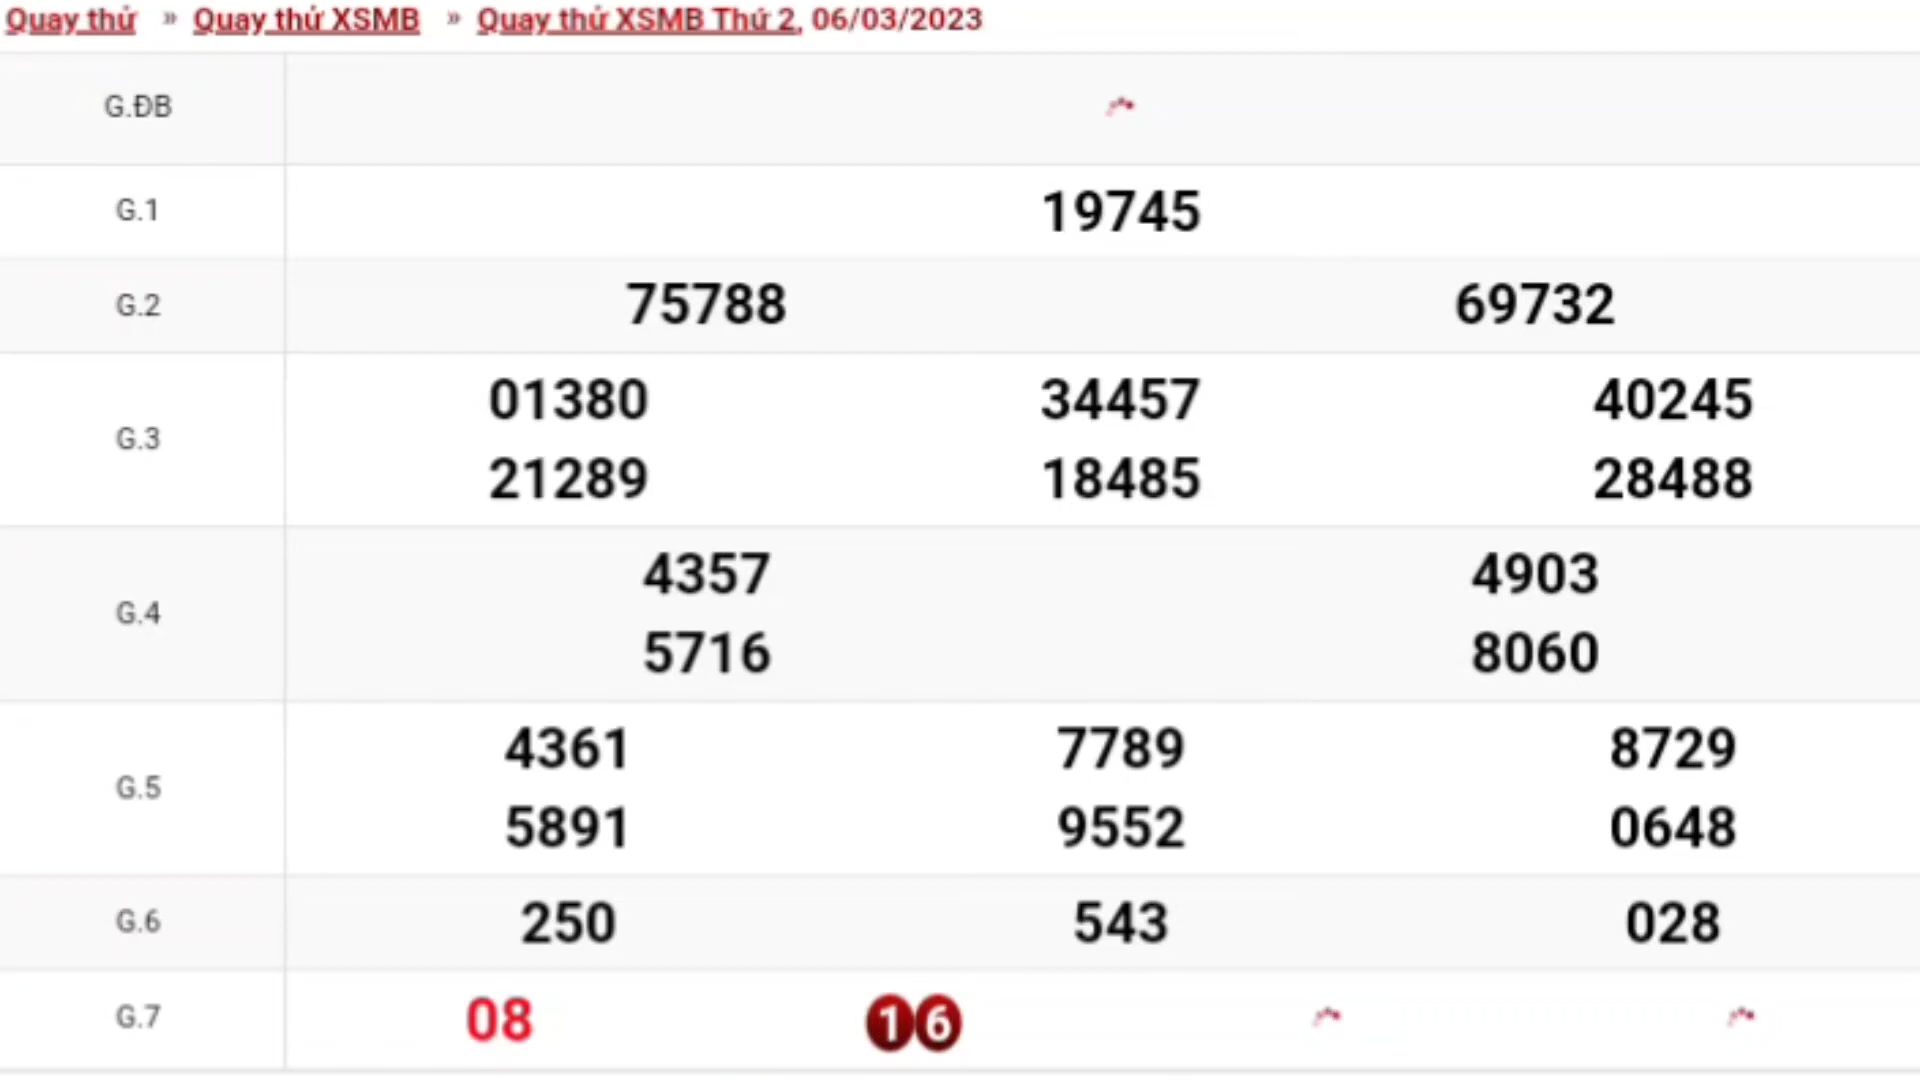 Quay thử » Quay thử XSMB » Quay thử XSMB Thứ 2, 06/03/2023
G.ĐB
G.1 19745
G.2 75788 69732
G.3 01380 34457 40245
21289 18485 28488
G.4 4357 4903
5716 8060
G.5 4361 7789 8729
5891 9552 0648
G.6 250 543 028
G.7 08 16